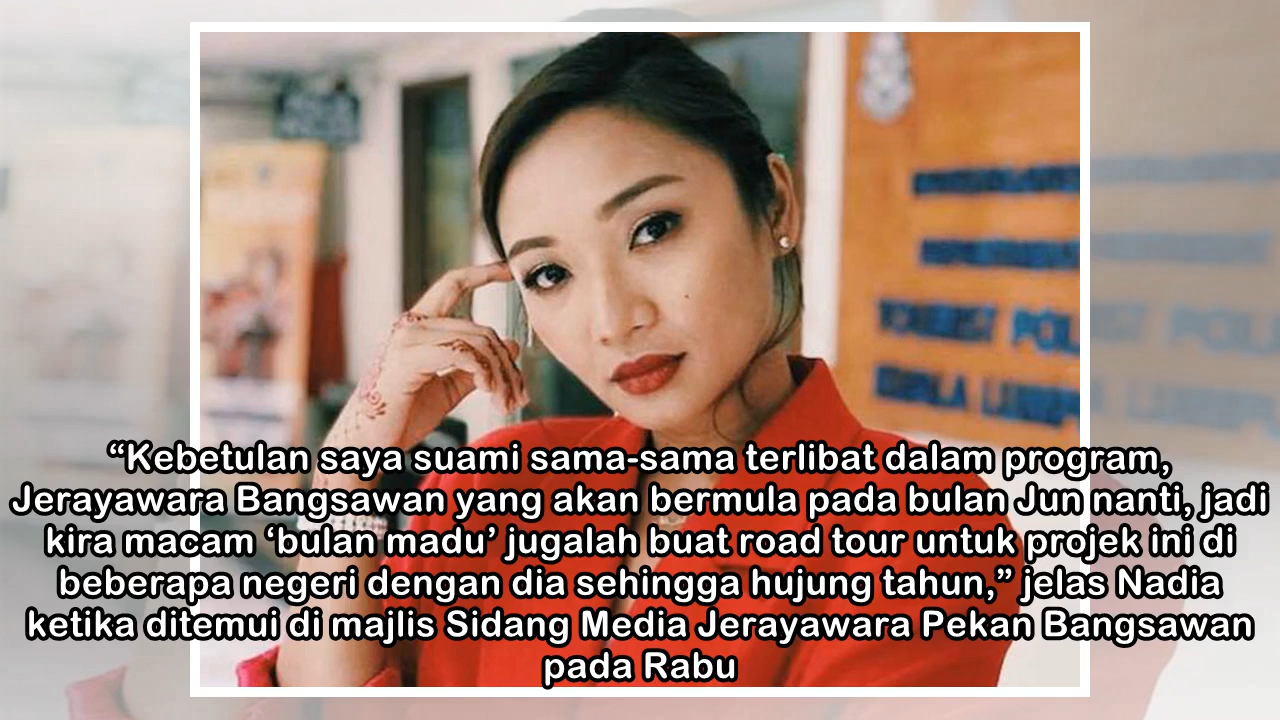 “Kebetulan saya suami sama-sama terlibat dalam program,
Jerayawara Bangsawan yang akan bermula pada bulan Jun nanti, jadi
kira macam ‘bulan madu’ jugalah buat road tour untuk projek ini di
beberapa negeri dengan dia sehingga hujung tahun,” jelas Nadia
ketika ditemui di majlis Sidang Media Jerayawara Pekan Bangsawan
pada Rabu
TOURIST POL